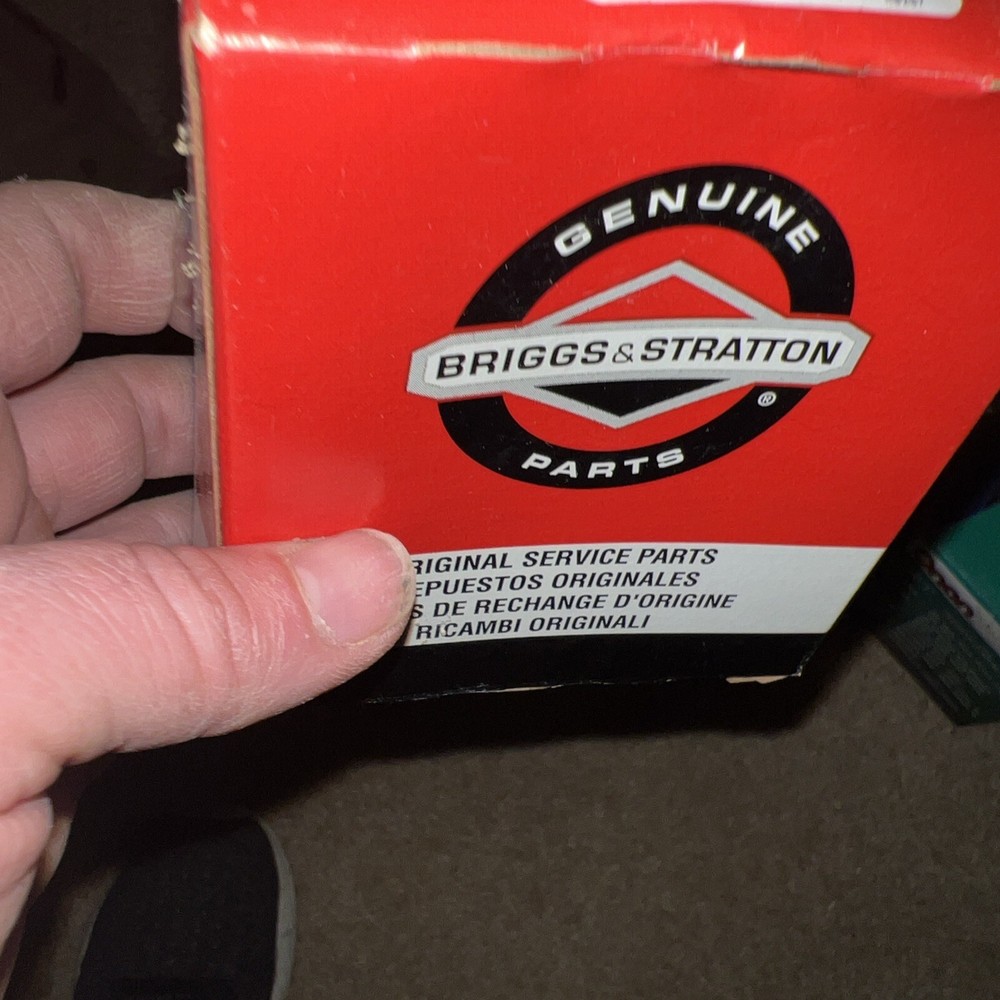 GENUINE
BRIGGS & STRATTON
®
PARTS
RIGINAL SERVICE PARTS
EPUESTOS ORIGINALES
S DE RECHANGE D'ORIGINE
RICAMBI ORIGINALI